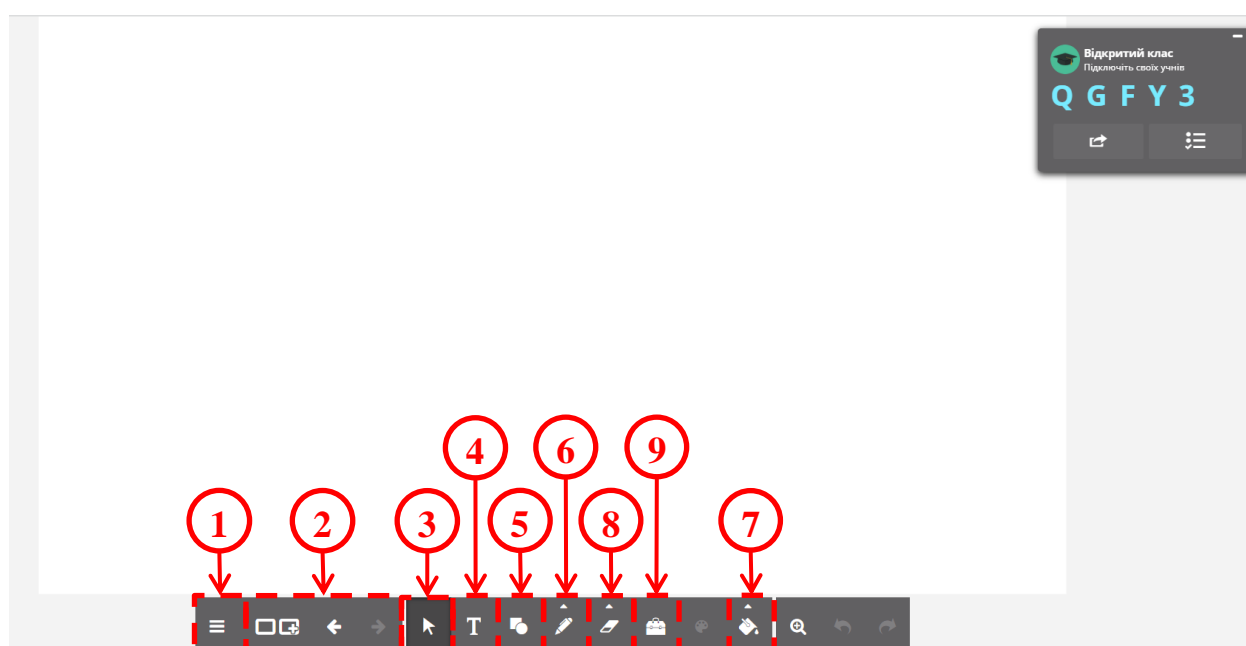 Відкритий клас
Підключіть своїх учнів
Q G F Y 3
4 6 9
1 2 3 5 8 7
T